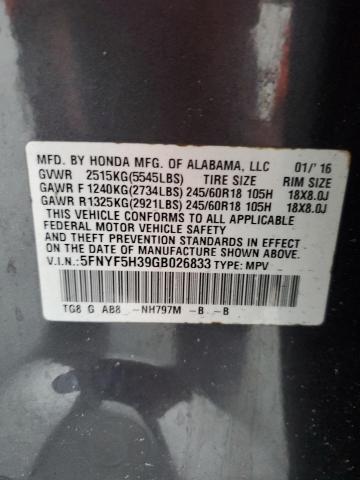 MFD. BY HONDA MFG. OF ALABAMA, LLC 01/'16
GVWR 2515KG(5545LBS) TIRE SIZE RIM SIZE
GAWR F 1240KG(2734LBS) 245/60R18 105H 18X8.0J
GAWR R1325KG(2921LBS) 245/60R18 105H 18X8.0J
THIS VEHICLE CONFORMS TO ALL APPLICABLE
FEDERAL MOTOR VEHICLE SAFETY AND
THEFT PREVENTION STANDARDS IN EFFECT ON THE
DATE OF MANUFACTURE SHOWN ABOVE.
V.I.N.:5FNYF5H39GB026833 TYPE: MPV
TG8_G_AB8_ -NH797M -B -B